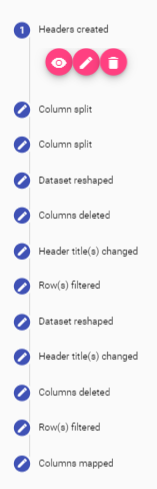 1 Headers created
Column split
Column split
Dataset reshaped
Columns deleted
Header title(s) changed
Row(s) filtered
Dataset reshaped
Header title(s) changed
Columns deleted
Row(s) filtered
Columns mapped